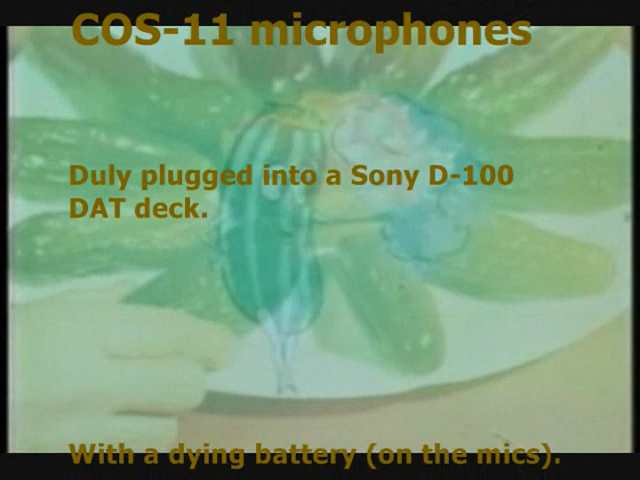 COS-11 microphones
Duly plugged into a Sony D-100
DAT deck.
With a dying battery (on the mics).